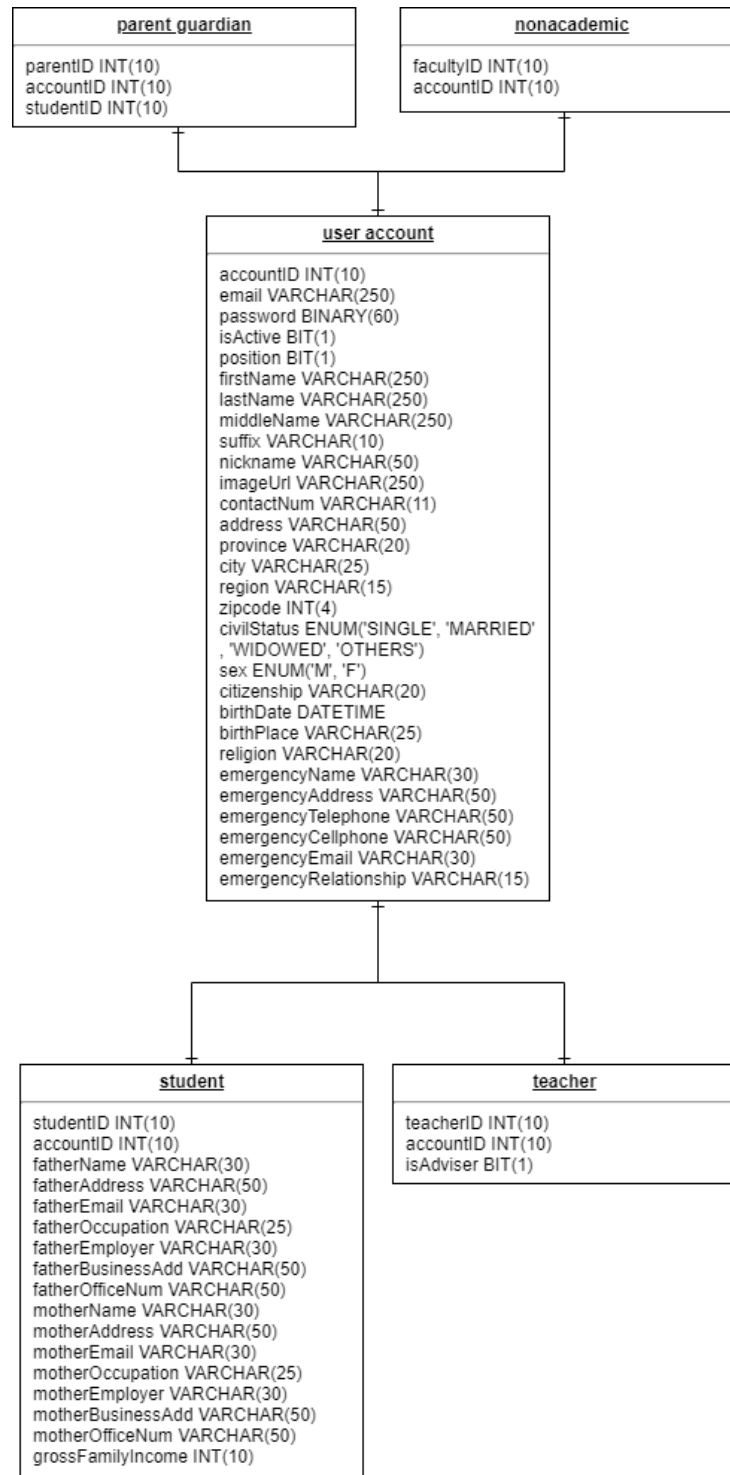 parent guardian
parentID INT(10)
accountID INT(10)
studentID INT(10)
nonacademic
facultyID INT(10)
accountID INT(10)
user account
accountID INT(10)
email VARCHAR(250)
password BINARY(60)
isActive BIT(1)
position BIT(1)
firstName VARCHAR(250)
lastName VARCHAR(250)
middleName VARCHAR(250)
suffix VARCHAR(10)
nickname VARCHAR(50)
imageUrl VARCHAR(250)
contactNum VARCHAR(11)
address VARCHAR(50)
province VARCHAR(20)
city VARCHAR(25)
region VARCHAR(15)
zipcode INT(4)
civilStatus ENUM('SINGLE', 'MARRIED'
, 'WIDOWED', 'OTHERS')
sex ENUM('M', 'F')
citizenship VARCHAR(20)
birthDate DATETIME
birthPlace VARCHAR(25)
religion VARCHAR(20)
emergencyName VARCHAR(30)
emergencyAddress VARCHAR(50)
emergencyTelephone VARCHAR(50)
emergencyCellphone VARCHAR(50)
emergencyEmail VARCHAR(30)
emergencyRelationship VARCHAR(15)
student
studentID INT(10)
accountID INT(10)
fatherName VARCHAR(30)
fatherAddress VARCHAR(50)
fatherEmail VARCHAR(30)
fatherOccupation VARCHAR(25)
fatherEmployer VARCHAR(30)
fatherBusinessAdd VARCHAR(50)
fatherOfficeNum VARCHAR(50)
motherName VARCHAR(30)
motherAddress VARCHAR(50)
motherEmail VARCHAR(30)
motherOccupation VARCHAR(25)
motherEmployer VARCHAR(30)
motherBusinessAdd VARCHAR(50)
motherOfficeNum VARCHAR(50)
grossFamilyIncome INT(10)
teacher
teacherID INT(10)
accountID INT(10)
isAdviser BIT(1)